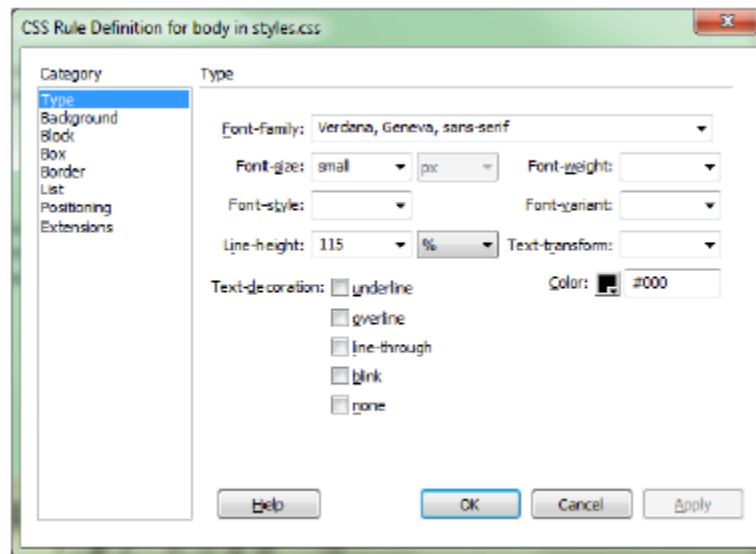 CSS Rule Definition for body in styles.css
Category
Type
Type
Background
Block
Box
Border
List
Positioning
Extensions
Font-family: Verdana, Geneva, sans-serif
Font-size: small px Font-weight:
Font-style: Font-variant:
Line-height: 115 % Text-transform:
Text-decoration: underline Color: #000
overline
line-through
blink
none
Help OK Cancel Apply